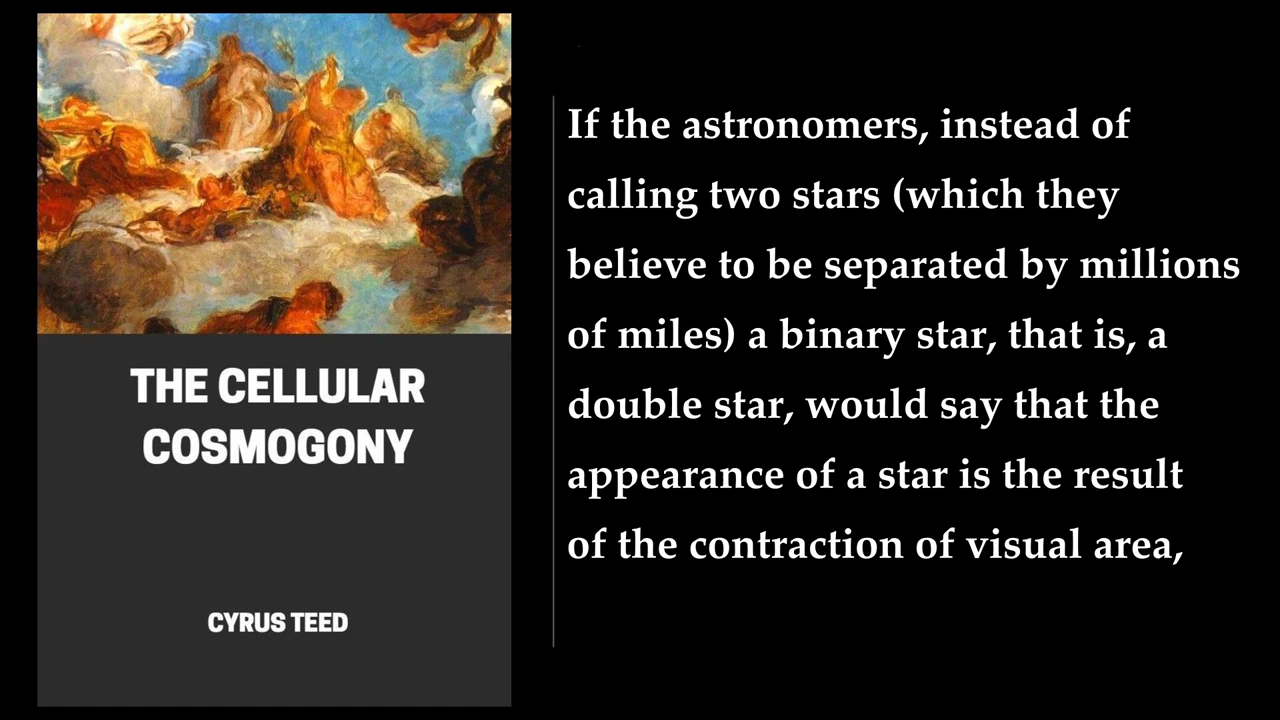 THE CELLULAR
COSMOGONY
CYRUS TEED
If the astronomers, instead of
calling two stars (which they
believe to be separated by millions
of miles) a binary star, that is, a
double star, would say that the
appearance of a star is the result
of the contraction of visual area,